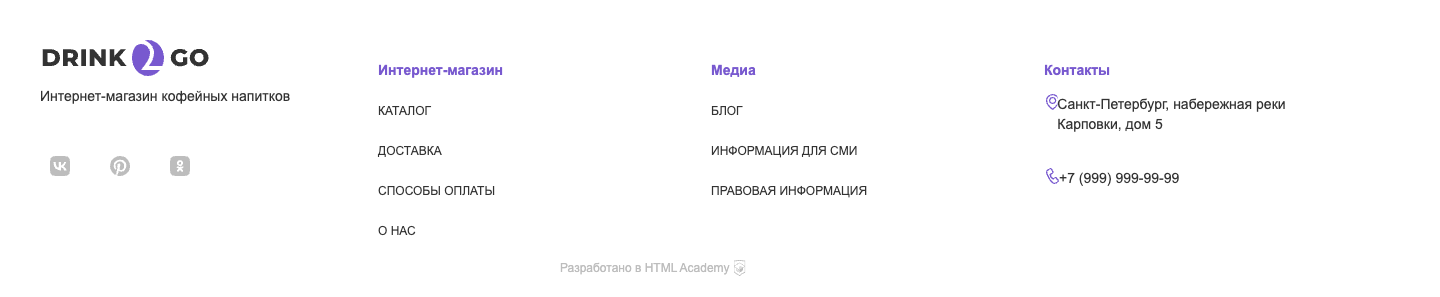 DRINK 2 GO
Интернет-магазин кофейных напитков
Интернет-магазин
КАТАЛОГ
ДОСТАВКА
СПОСОБЫ ОПЛАТЫ
О НАС
Медиа
БЛОГ
ИНФОРМАЦИЯ ДЛЯ СМИ
ПРАВОВАЯ ИНФОРМАЦИЯ
Контакты
Санкт-Петербург, набережная реки
Карповки, дом 5
+7 (999) 999-99-99
Разработано в HTML Academy